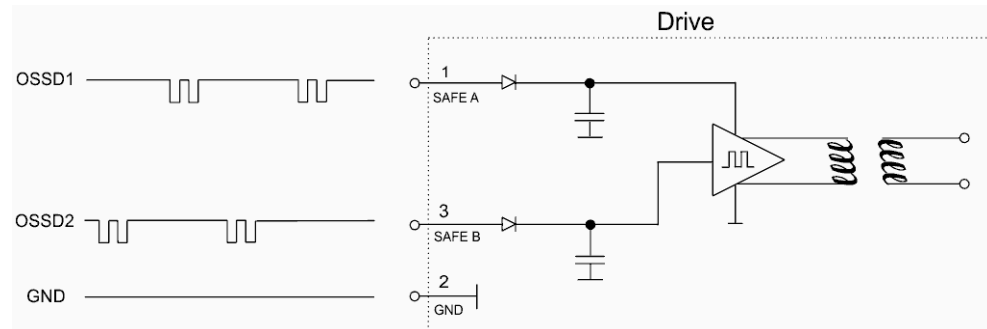 Drive
OSSD1
1
SAFE A
OSSD2
3
SAFE B
GND
2
GND